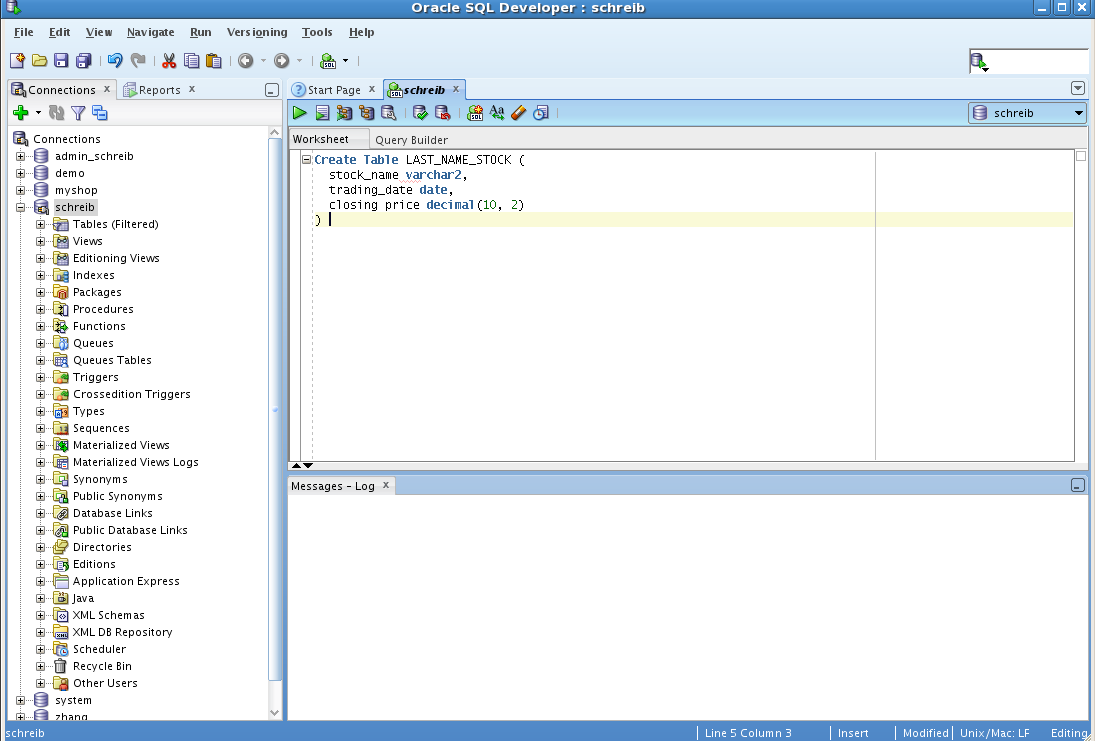 Oracle SQL Developer : schreib
File Edit View Navigate Run Versioning Tools Help
Connections x Reports x
Start Page x schreib x
schreib
Worksheet Query Builder
Connections
admin_schreib
demo
myshop
schreib
Tables (Filtered)
Views
Editioning Views
Indexes
Packages
Procedures
Functions
Queues
Queues Tables
Triggers
Crossedition Triggers
Types
Sequences
Materialized Views
Materialized Views Logs
Synonyms
Public Synonyms
Database Links
Public Database Links
Directories
Editions
Application Express
Java
XML Schemas
XML DB Repository
Scheduler
Recycle Bin
Other Users
system
zhang
Create Table LAST_NAME_STOCK (
stock_name varchar2,
trading_date date,
closing price decimal(10, 2)
)
Messages - Log x
schreib
Line 5 Column 3 Insert Modified Unix/Mac: LF Editing